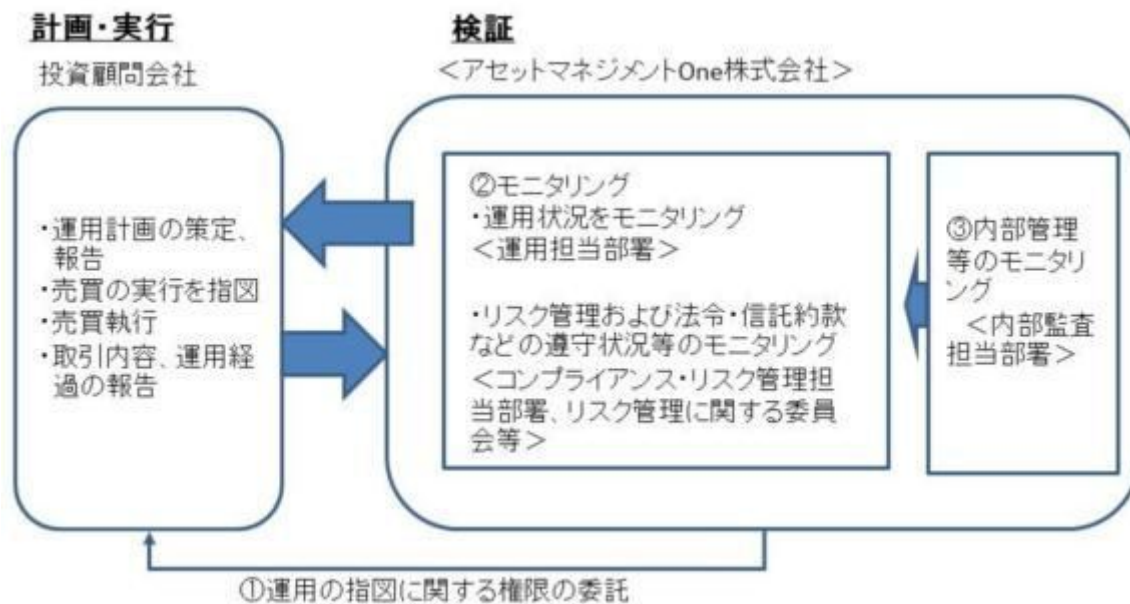 計画・実行
投資顧問会社
・運用計画の策定、
報告
・売買の実行を指図
・売買執行
・取引内容、運用経
過の報告
検証
＜アセットマネジメントOne株式会社＞
②モニタリング
・運用状況をモニタリング
＜運用担当部署＞
・リスク管理および法令・信託約款
などの遵守状況等のモニタリング
＜コンプライアンス・リスク管理担
当部署、リスク管理に関する委員
会等＞
③内部管理
等のモニタリ
ング
＜内部監査
担当部署＞
①運用の指図に関する権限の委託